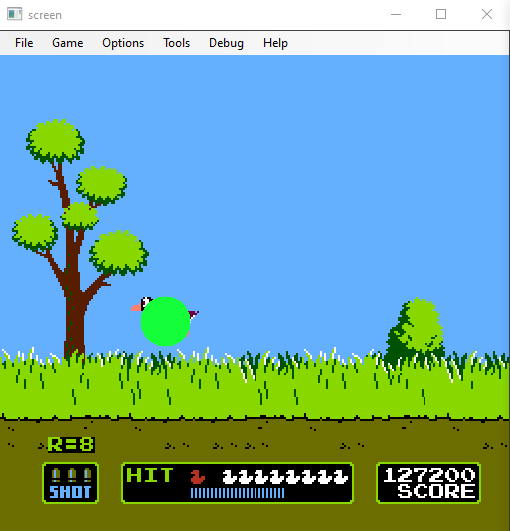 screen
File Game Options Tools Debug Help
R=8
SHOT
HIT
127200
SCORE